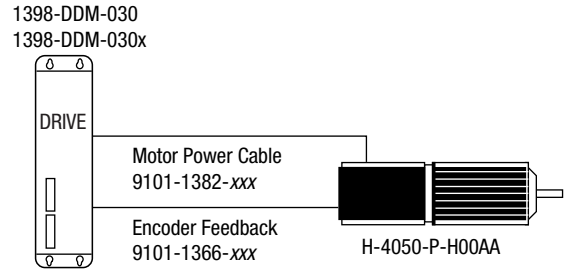 1398-DDM-030
1398-DDM-030x
DRIVE
Motor Power Cable
9101-1382-xxx
Encoder Feedback
9101-1366-xxx
H-4050-P-H00AA